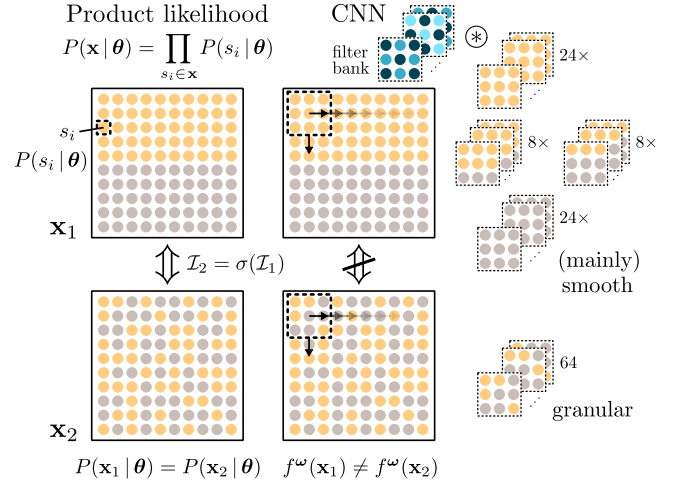 Product likelihood
P(x | θ) = ∏ P(s_i | θ)
s_i ∈ x
CNN
filter
bank
⊛
24×
s_i
P(s_i | θ)
x_1
8×
8×
24×
(mainly)
smooth
I_2 = σ(I_1)
x_2
64
granular
P(x_1 | θ) = P(x_2 | θ)
f^ω(x_1) ≠ f^ω(x_2)